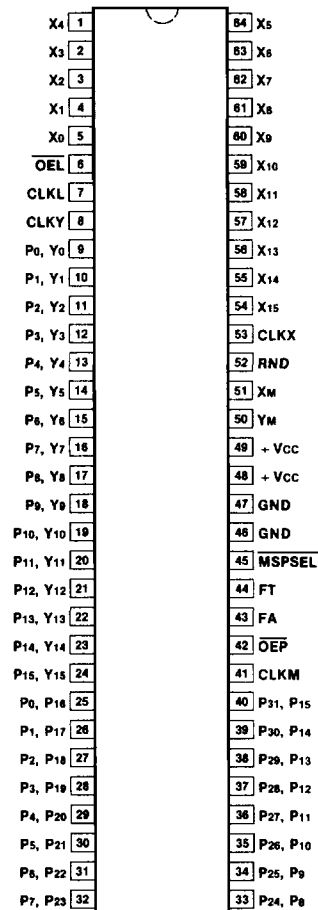 X4 1 64 X5
X3 2 63 X6
X2 3 62 X7
X1 4 61 X8
X0 5 60 X9
OEL 6 59 X10
CLKL 7 58 X11
CLKY 8 57 X12
P0, Y0 9 56 X13
P1, Y1 10 55 X14
P2, Y2 11 54 X15
P3, Y3 12 53 CLKX
P4, Y4 13 52 RND
P5, Y5 14 51 XM
P6, Y6 15 50 YM
P7, Y7 16 49 + VCC
P8, Y8 17 48 + VCC
P9, Y9 18 47 GND
P10, Y10 19 46 GND
P11, Y11 20 45 MSPSEL
P12, Y12 21 44 FT
P13, Y13 22 43 FA
P14, Y14 23 42 OEP
P15, Y15 24 41 CLKM
P0, P16 25 40 P31, P15
P1, P17 26 39 P30, P14
P2, P18 27 38 P29, P13
P3, P19 28 37 P28, P12
P4, P20 29 36 P27, P11
P5, P21 30 35 P26, P10
P6, P22 31 34 P25, P9
P7, P23 32 33 P24, P8